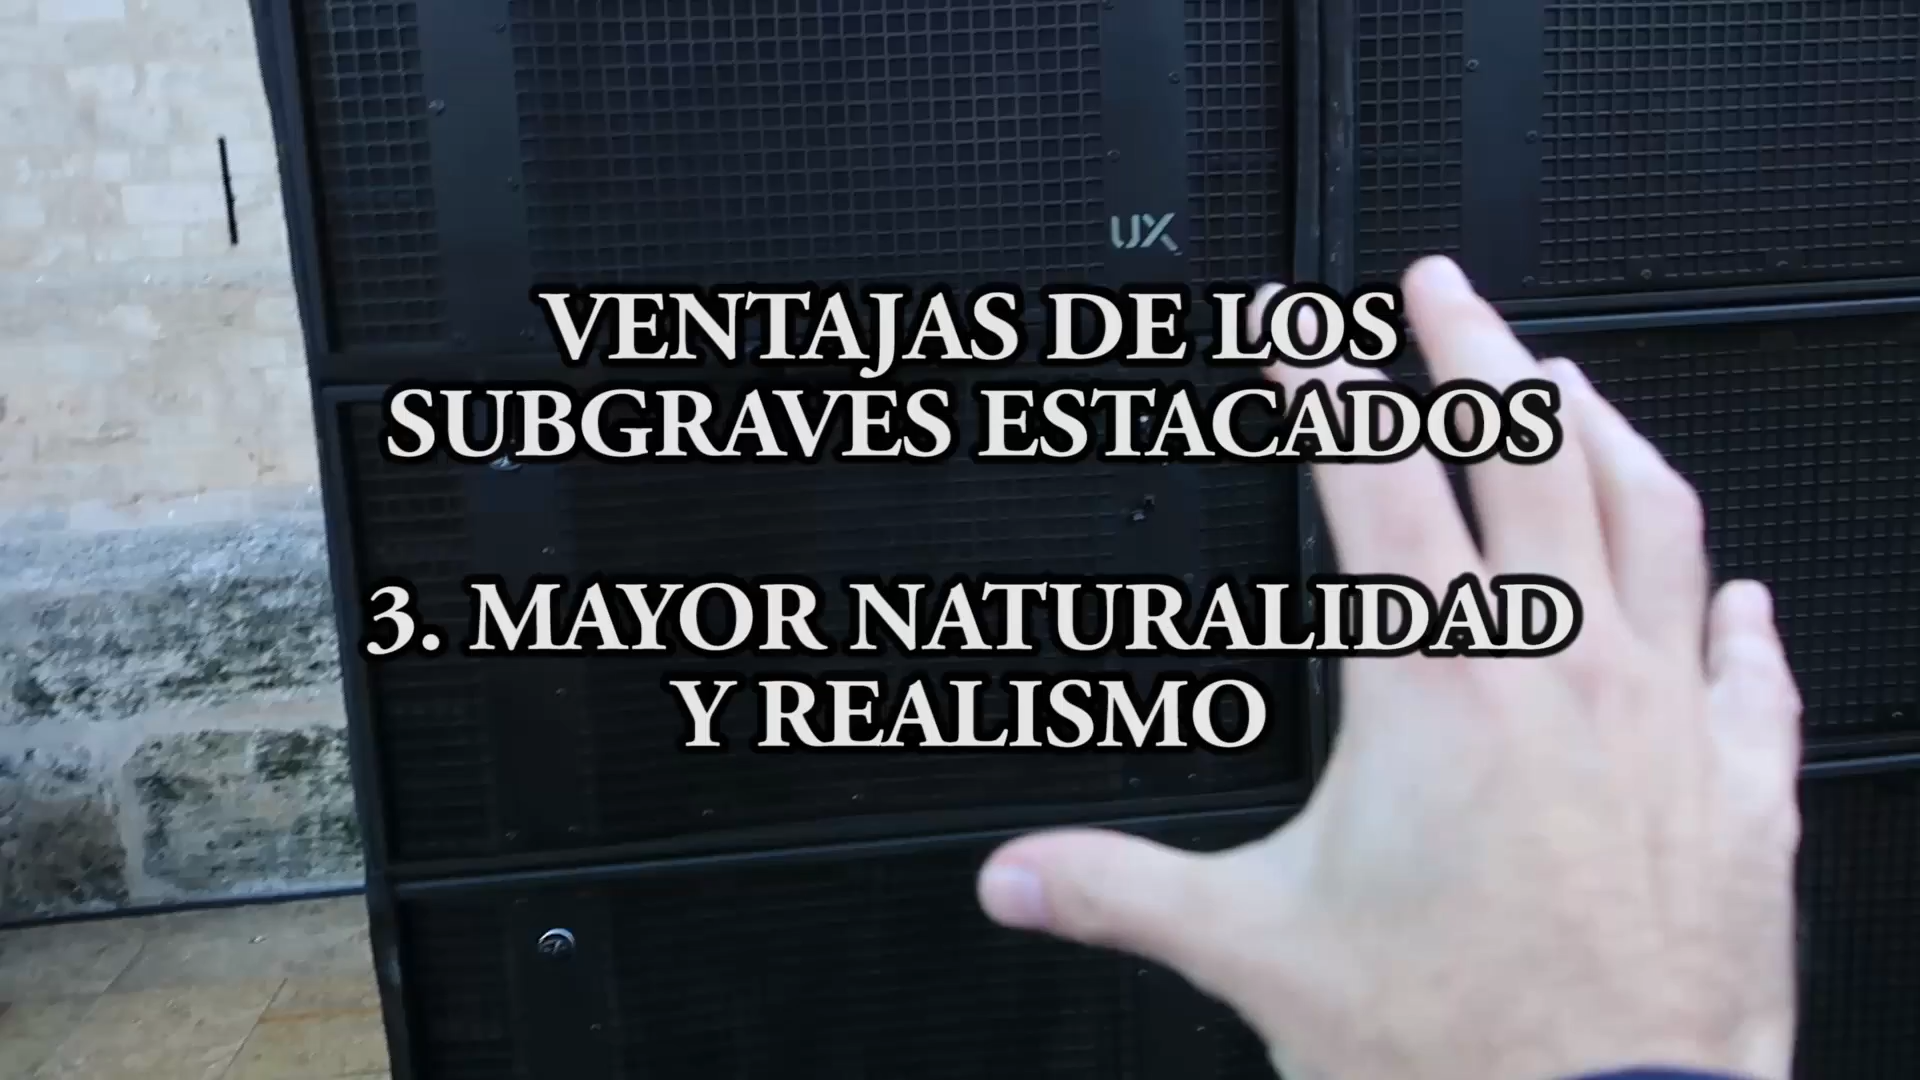 UX
VENTAJAS DE LOS
SUBGRAVES ESTACADOS
3. MAYOR NATURALIDAD
Y REALISMO